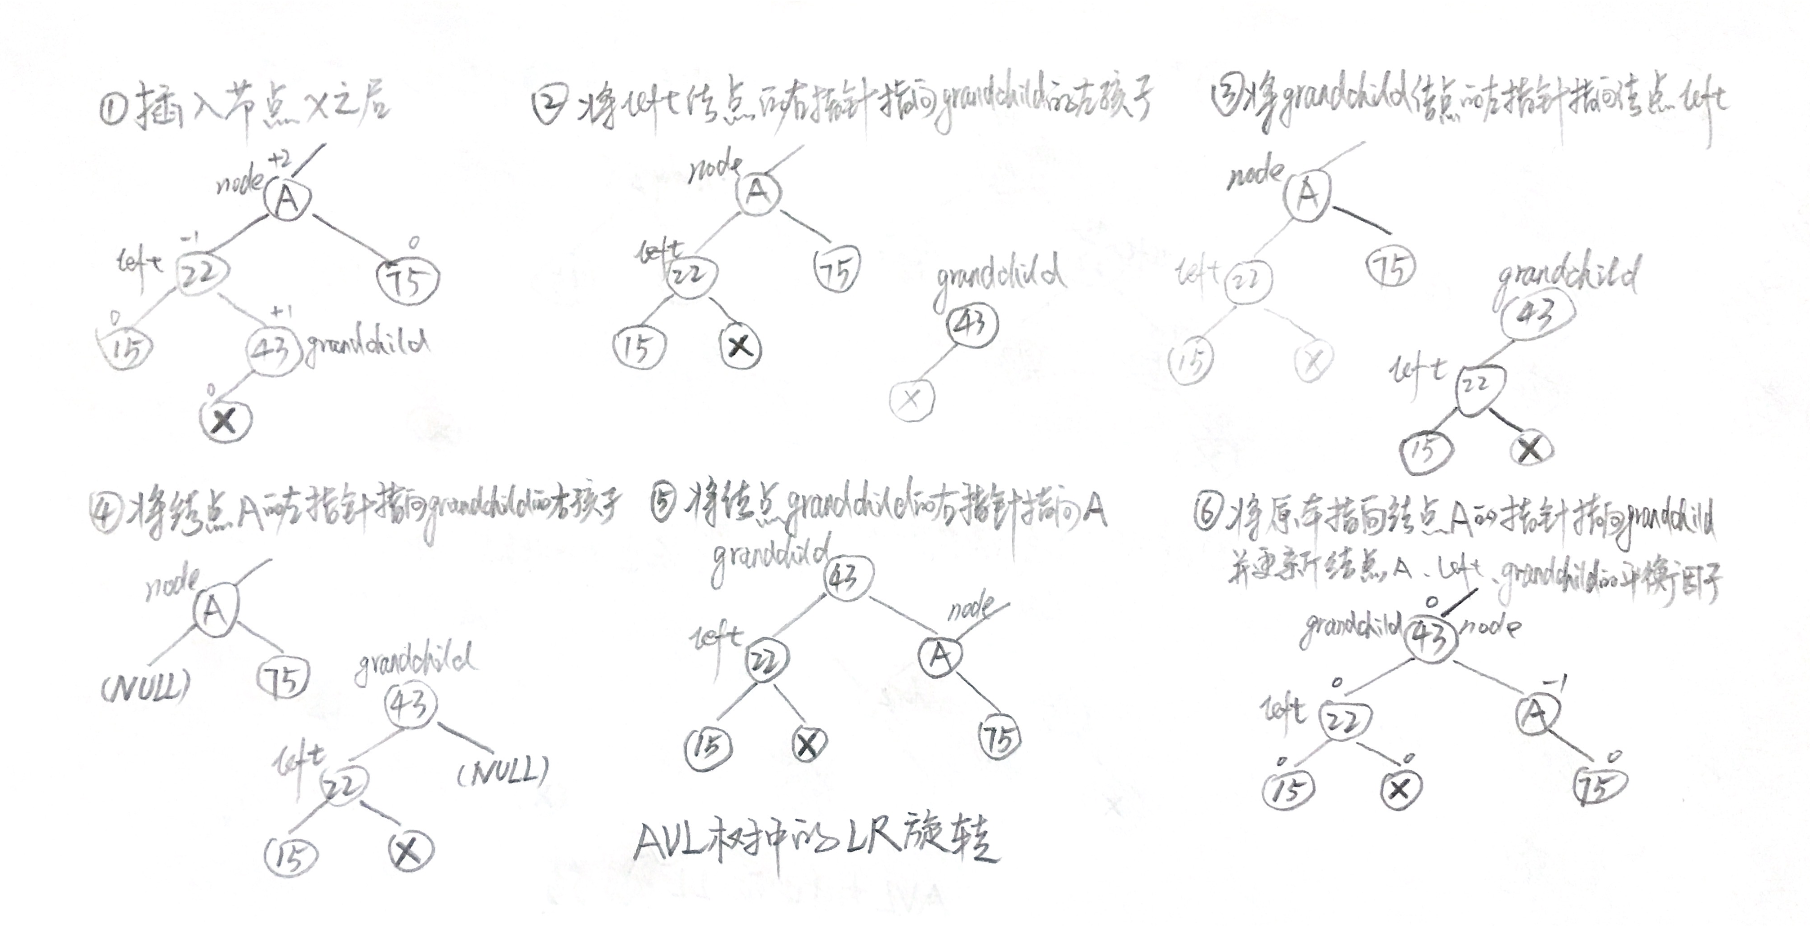 ①插入节点X之后
+2
node A
-1 0
left 22 75
0 +1
15 43 grandchild
0
X
②将left结点的右指针指向grandchild的左孩子
node A
left 22 75
grandchild
15 X 43
X
③将grandchild结点的左指针指向结点left
node A
left 22 75
grandchild
15 X 43
left 22
15 X
④将结点A的左指针指向grandchild的右孩子
node A
(NULL) 75
grandchild
43
left 22 (NULL)
15 X
⑤将结点grandchild的右指针指向A
grandchild 43
node
left 22 A
15 X 75
⑥将原本指向结点A的指针指向grandchild
并更新结点A、left、grandchild的平衡因子
0
grandchild 43 node
0 -1
left 22 A
0 0 0
15 X 75
AVL树中的LR旋转